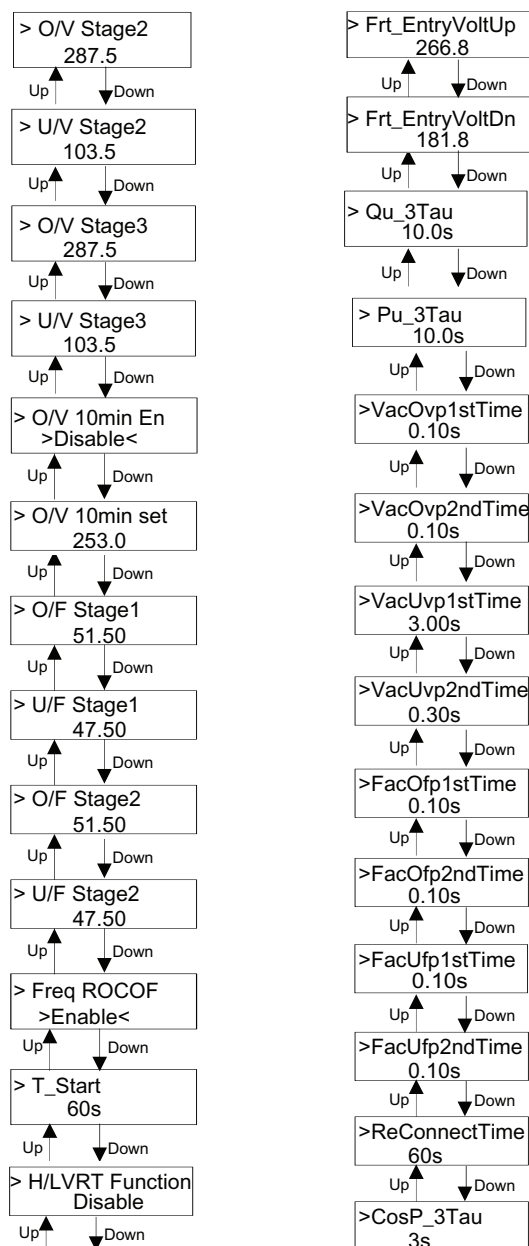 > O/V Stage2
287.5
Up Down
> U/V Stage2
103.5
Up Down
> O/V Stage3
287.5
Up Down
> U/V Stage3
103.5
Up Down
> O/V 10min En
>Disable<
Up Down
> O/V 10min set
253.0
Up Down
> O/F Stage1
51.50
Up Down
> U/F Stage1
47.50
Up Down
> O/F Stage2
51.50
Up Down
> U/F Stage2
47.50
Up Down
> Freq ROCOF
>Enable<
Up Down
> T_Start
60s
Up Down
> H/LVRT Function
Disable
Up Down
> Frt_EntryVoltUp
266.8
Up Down
> Frt_EntryVoltDn
181.8
Up Down
> Qu_3Tau
10.0s
Up Down
> Pu_3Tau
10.0s
Up Down
>VacOvp1stTime
0.10s
Up Down
>VacOvp2ndTime
0.10s
Up Down
>VacUvp1stTime
3.00s
Up Down
>VacUvp2ndTime
0.30s
Up Down
>FacOfp1stTime
0.10s
Up Down
>FacOfp2ndTime
0.10s
Up Down
>FacUfp1stTime
0.10s
Up Down
>FacUfp2ndTime
0.10s
Up Down
>ReConnectTime
60s
Up Down
>CosP_3Tau
3s